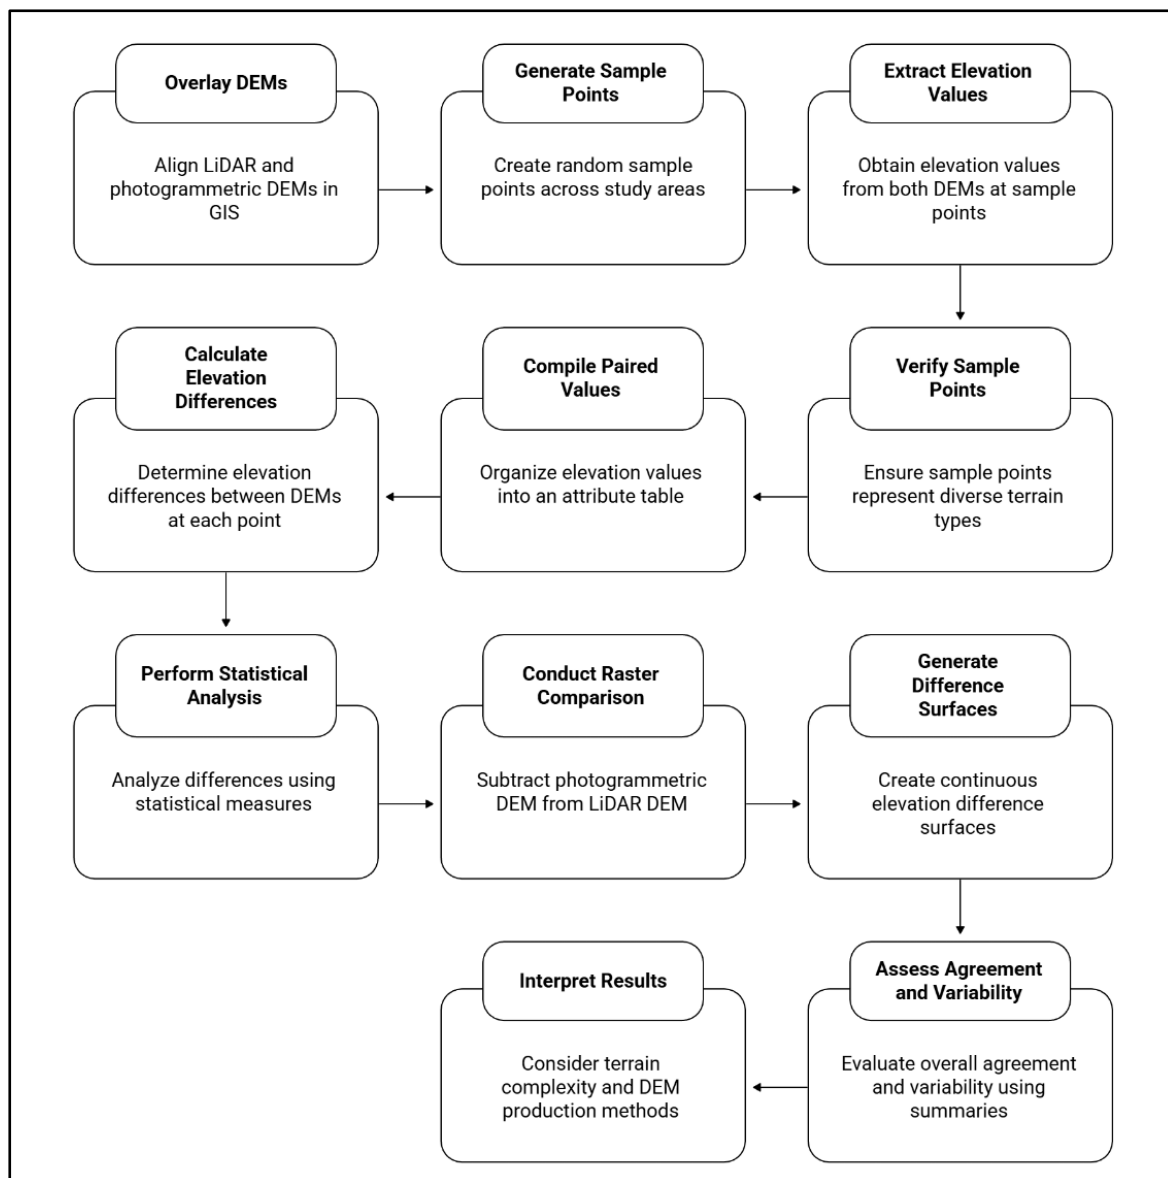 Overlay DEMs
Align LiDAR and
photogrammetric DEMs in
GIS
Generate Sample
Points
Create random sample
points across study areas
Extract Elevation
Values
Obtain elevation values
from both DEMs at sample
points
Verify Sample
Points
Ensure sample points
represent diverse terrain
types
Compile Paired
Values
Organize elevation values
into an attribute table
Calculate
Elevation
Differences
Determine elevation
differences between DEMs
at each point
Perform Statistical
Analysis
Analyze differences using
statistical measures
Conduct Raster
Comparison
Subtract photogrammetric
DEM from LiDAR DEM
Generate
Difference
Surfaces
Create continuous
elevation difference
surfaces
Assess Agreement
and Variability
Evaluate overall agreement
and variability using
summaries
Interpret Results
Consider terrain
complexity and DEM
production methods